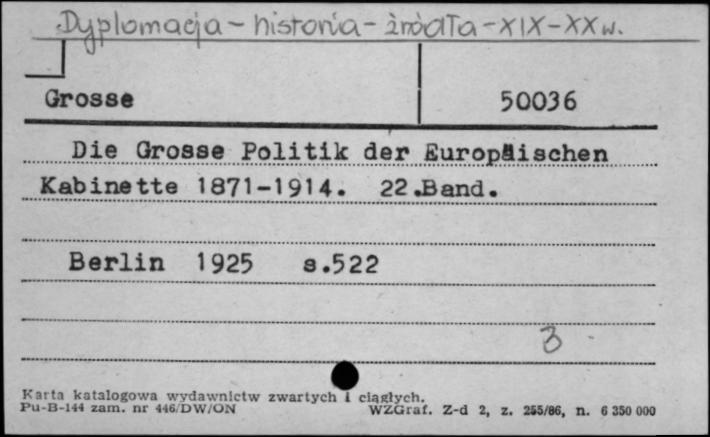 Dyplomacja - historia - źródła - XIX - XX w.
Grosse 50036
Die Grosse Politik der Europäischen
Kabinette 1871-1914. 22.Band.
Berlin 1925 s.522
3
Karta katalogowa wydawnictw zwartych i ciągłych.
Pu-B-144 zam. nr 446/DW/ON WZGraf. Z-d 2, z. 255/86, n. 6 350 000